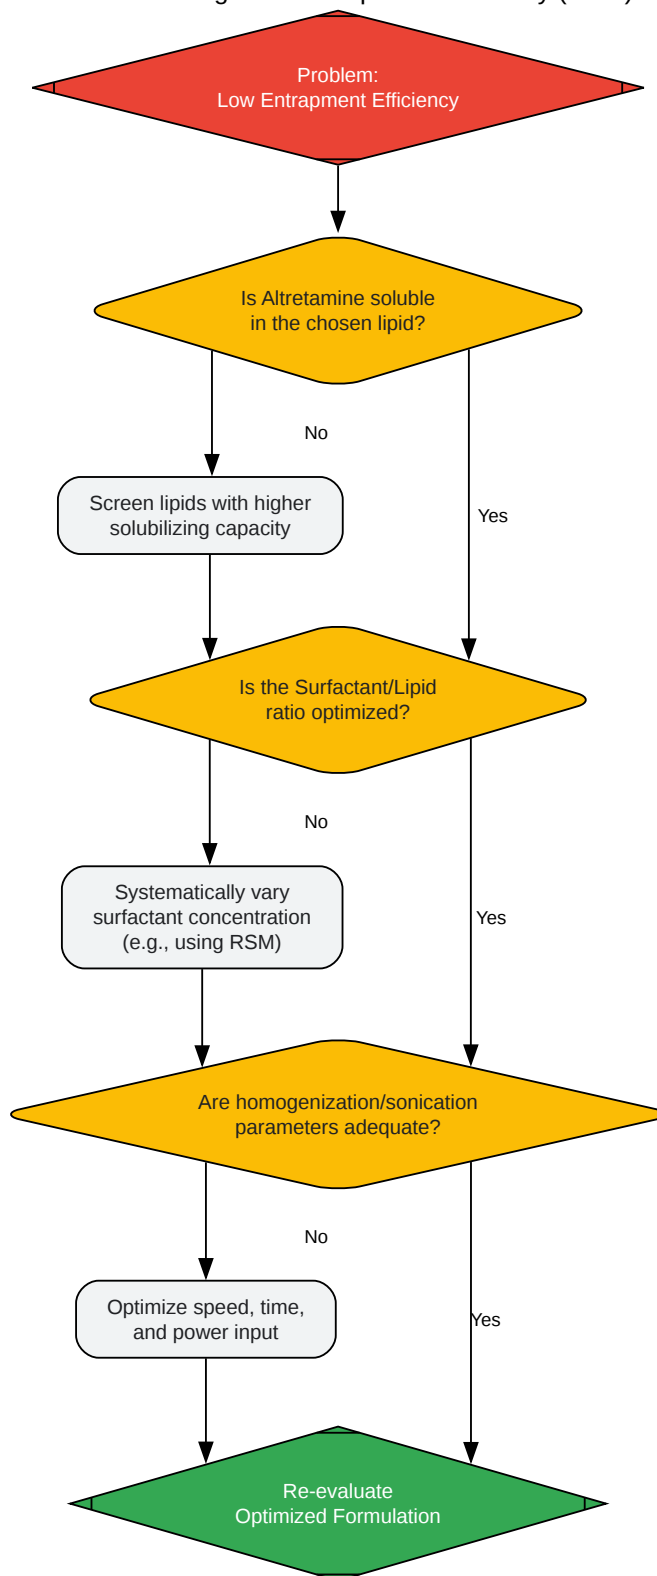 Problem:
Low Entrapment Efficiency
Is Altretamine soluble
in the chosen lipid?
No
Screen lipids with higher
solubilizing capacity
Yes
Is the Surfactant/Lipid
ratio optimized?
No
Systematically vary
surfactant concentration
(e.g., using RSM)
Yes
Are homogenization/sonication
parameters adequate?
No
Optimize speed, time,
and power input
Yes
Re-evaluate
Optimized Formulation